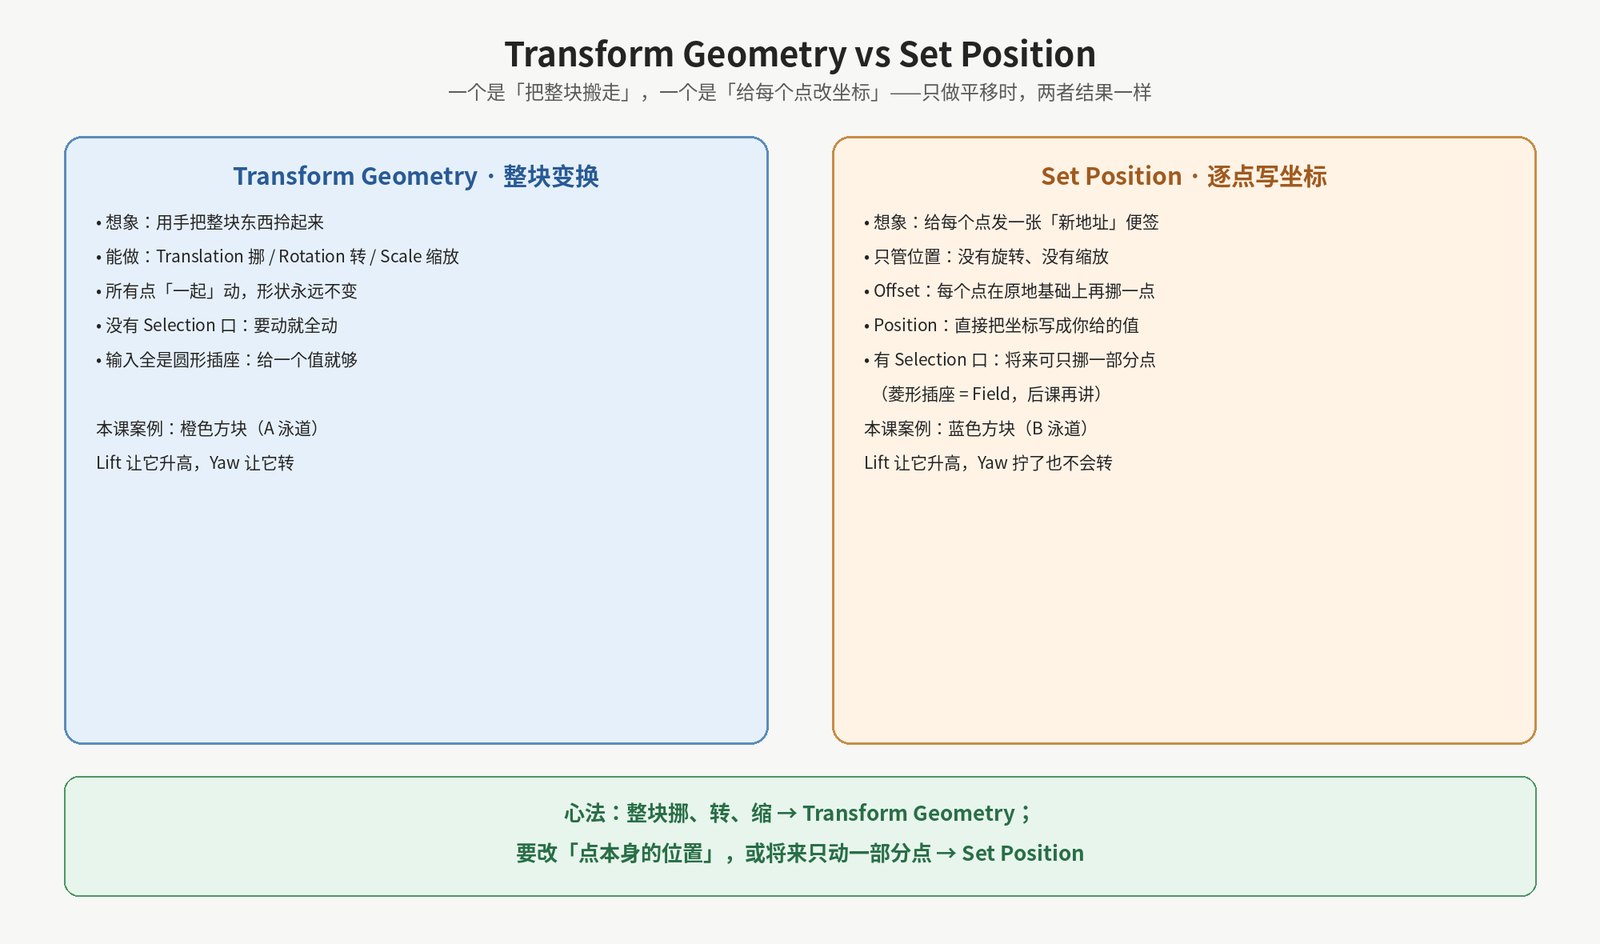 Transform Geometry vs Set Position
一个是「把整块搬走」，一个是「给每个点改坐标」——只做平移时，两者结果一样
Transform Geometry · 整块变换
• 想象：用手把整块东西拎起来
• 能做：Translation 挪 / Rotation 转 / Scale 缩放
• 所有点「一起」动，形状永远不变
• 没有 Selection 口：要动就全动
• 输入全是圆形插座：给一个值就够
本课案例：橙色方块（A 泳道）
Lift 让它升高，Yaw 让它转
Set Position · 逐点写坐标
• 想象：给每个点发一张「新地址」便签
• 只管位置：没有旋转、没有缩放
• Offset：每个点在原地基础上再挪一点
• Position：直接把坐标写成你给的值
• 有 Selection 口：将来可只挪一部分点
（菱形插座 = Field，后课再讲）
本课案例：蓝色方块（B 泳道）
Lift 让它升高，Yaw 拧了也不会转
心法：整块挪、转、缩 → Transform Geometry；
要改「点本身的位置」，或将来只动一部分点 → Set Position